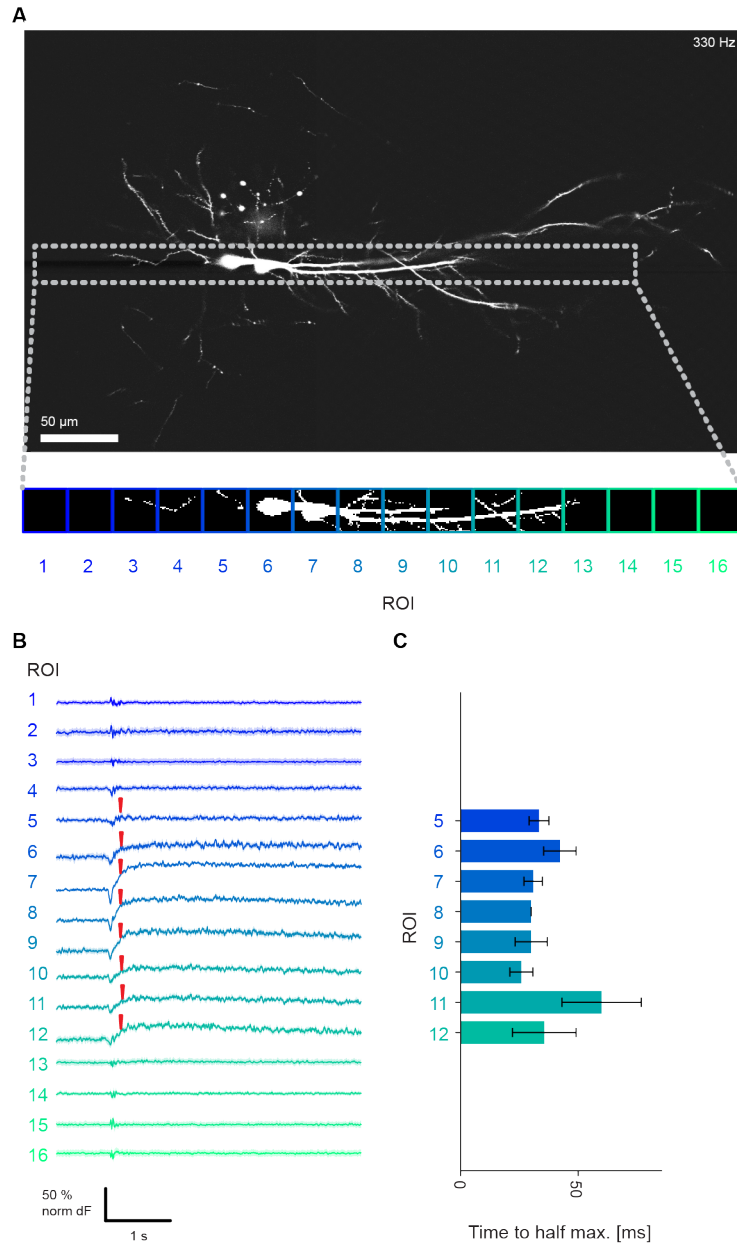 A
330 Hz
50 µm
1 2 3 4 5 6 7 8 9 10 11 12 13 14 15 16
ROI
B
ROI
1
2
3
4
5
6
7
8
9
10
11
12
13
14
15
16
50 %
norm dF
1 s
C
ROI
5
6
7
8
9
10
11
12
0 50
Time to half max. [ms]